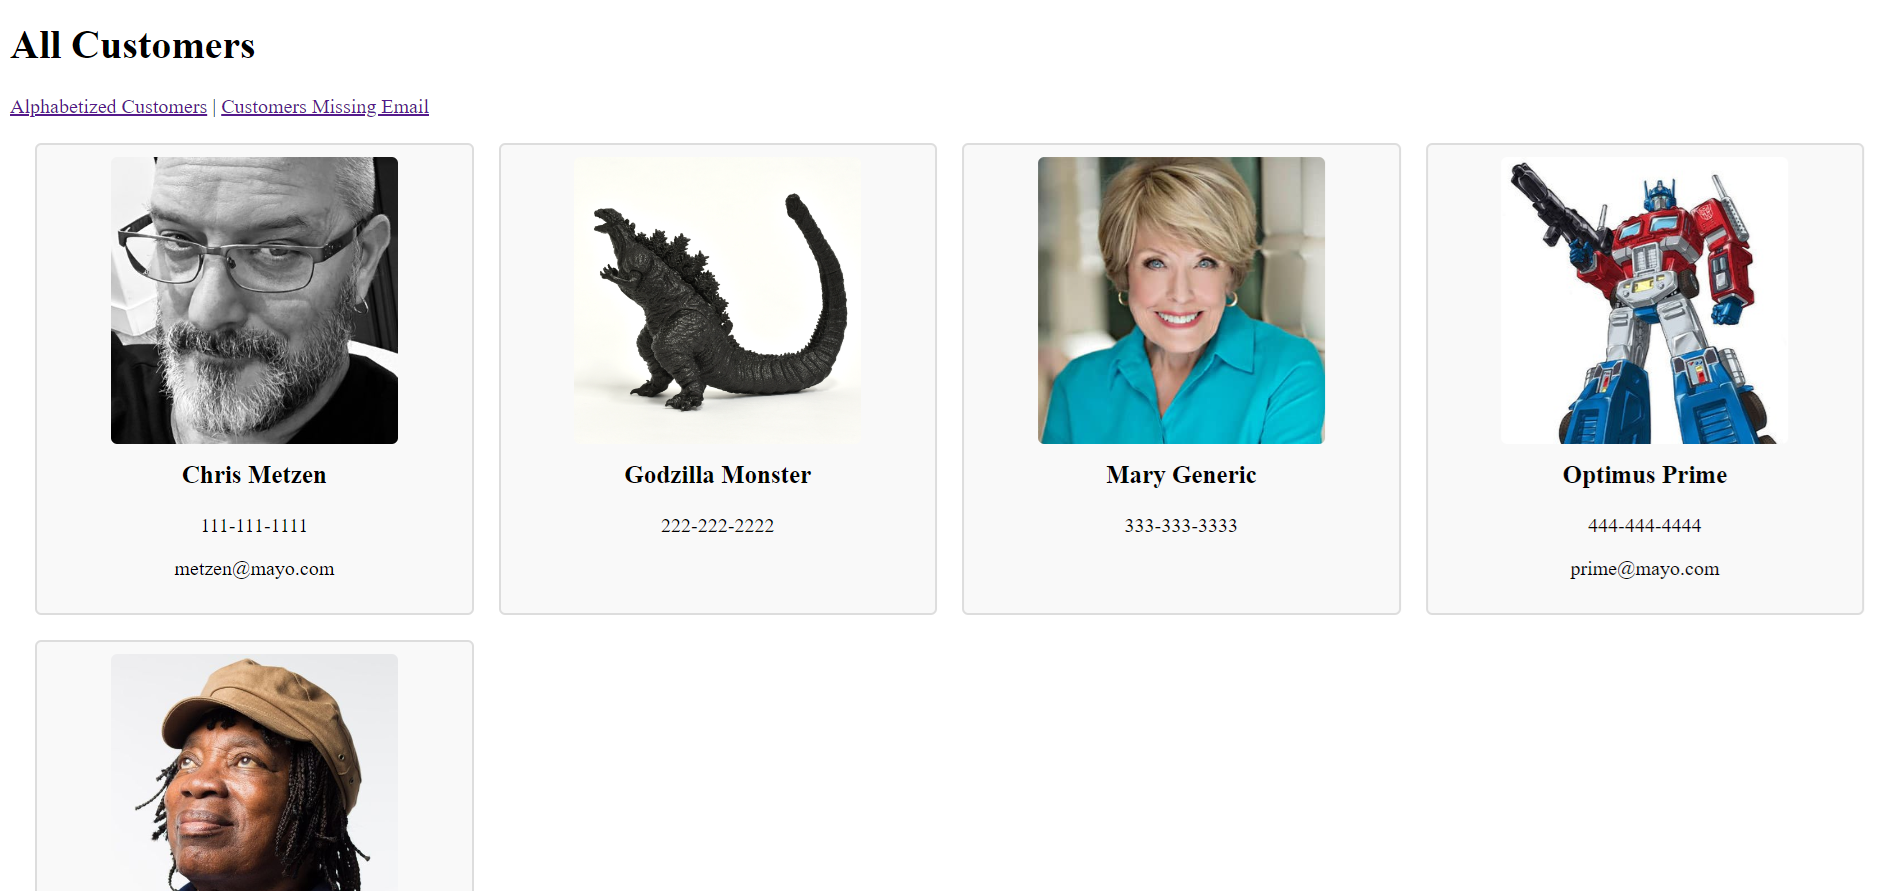 All Customers
Alphabetized Customers | Customers Missing Email
Chris Metzen
111-111-1111
metzen@mayo.com
Godzilla Monster
222-222-2222
Mary Generic
333-333-3333
Optimus Prime
444-444-4444
prime@mayo.com